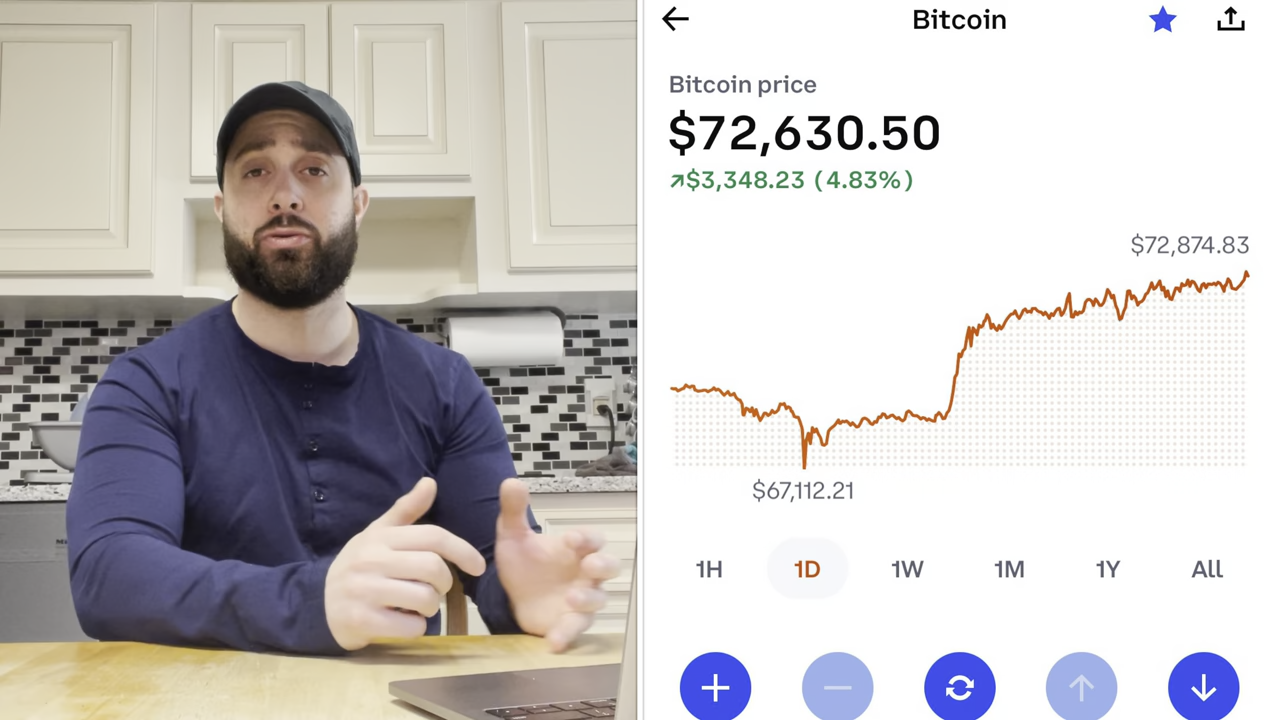 Bitcoin
Bitcoin price
$72,630.50
↗$3,348.23 (4.83%)
$72,874.83
$67,112.21
1H 1D 1W 1M 1Y All